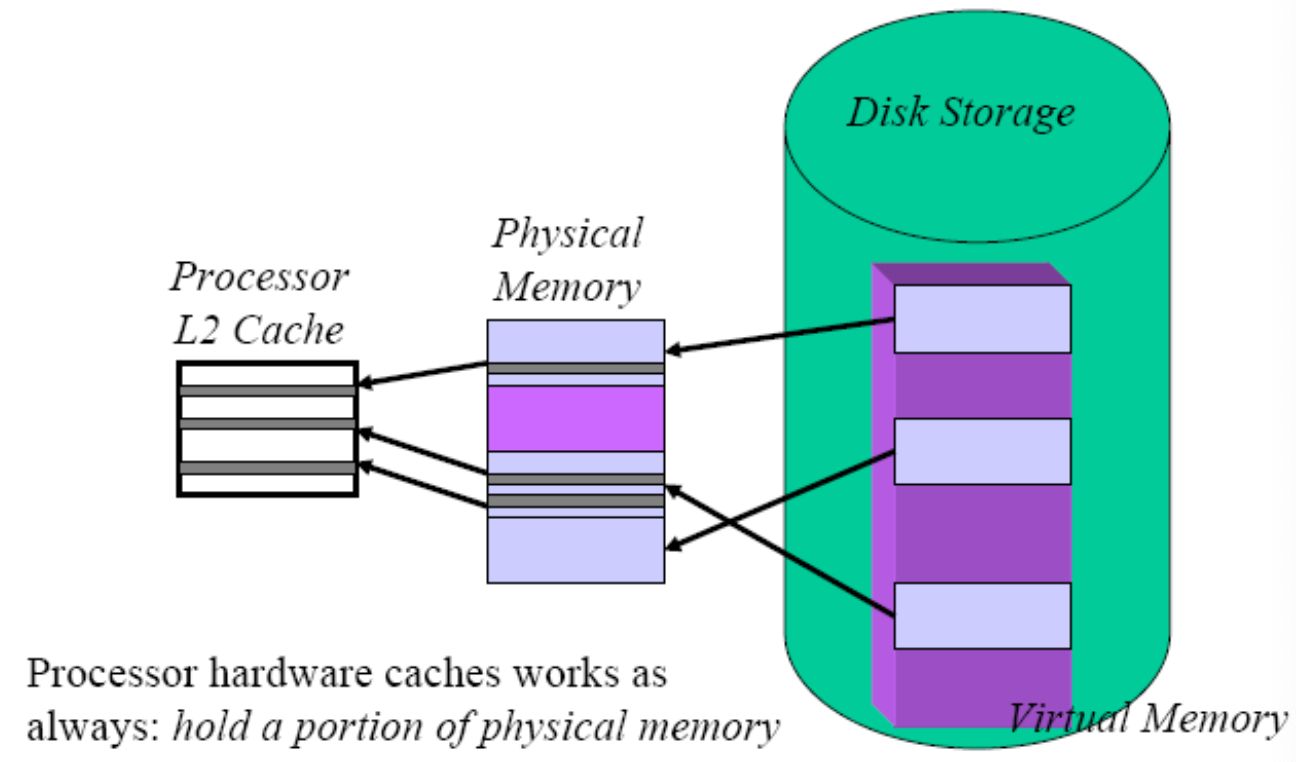 Disk Storage
Physical
Memory
Processor
L2 Cache
Processor hardware caches works as
always: hold a portion of physical memory
Virtual Memory